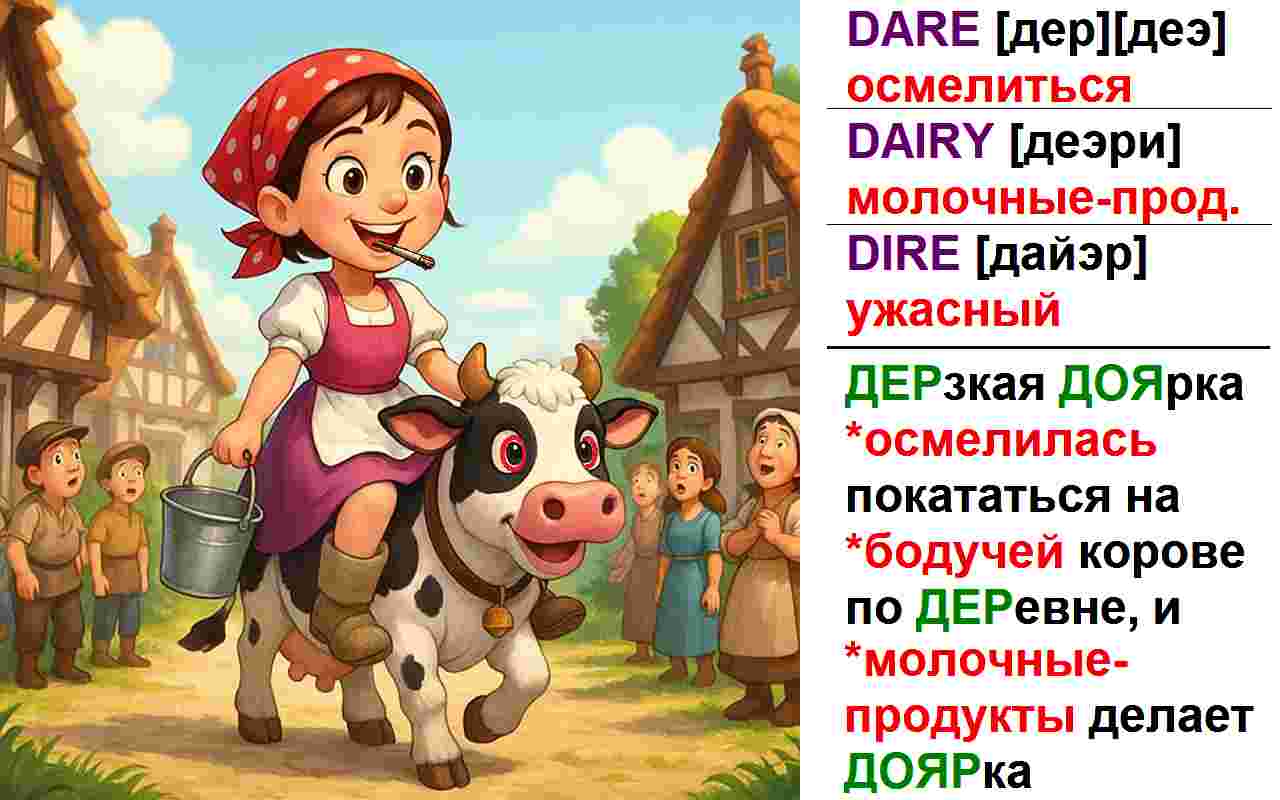 DARE [дер][деэ]
осмелиться
DAIRY [деэри]
молочные-прод.
DIRE [дайэр]
ужасный
ДЕРзкая ДОЯрка
*осмелилась
покататься на
*бодучей корове
по ДЕРевне, и
*молочные-
продукты делает
ДОЯРка